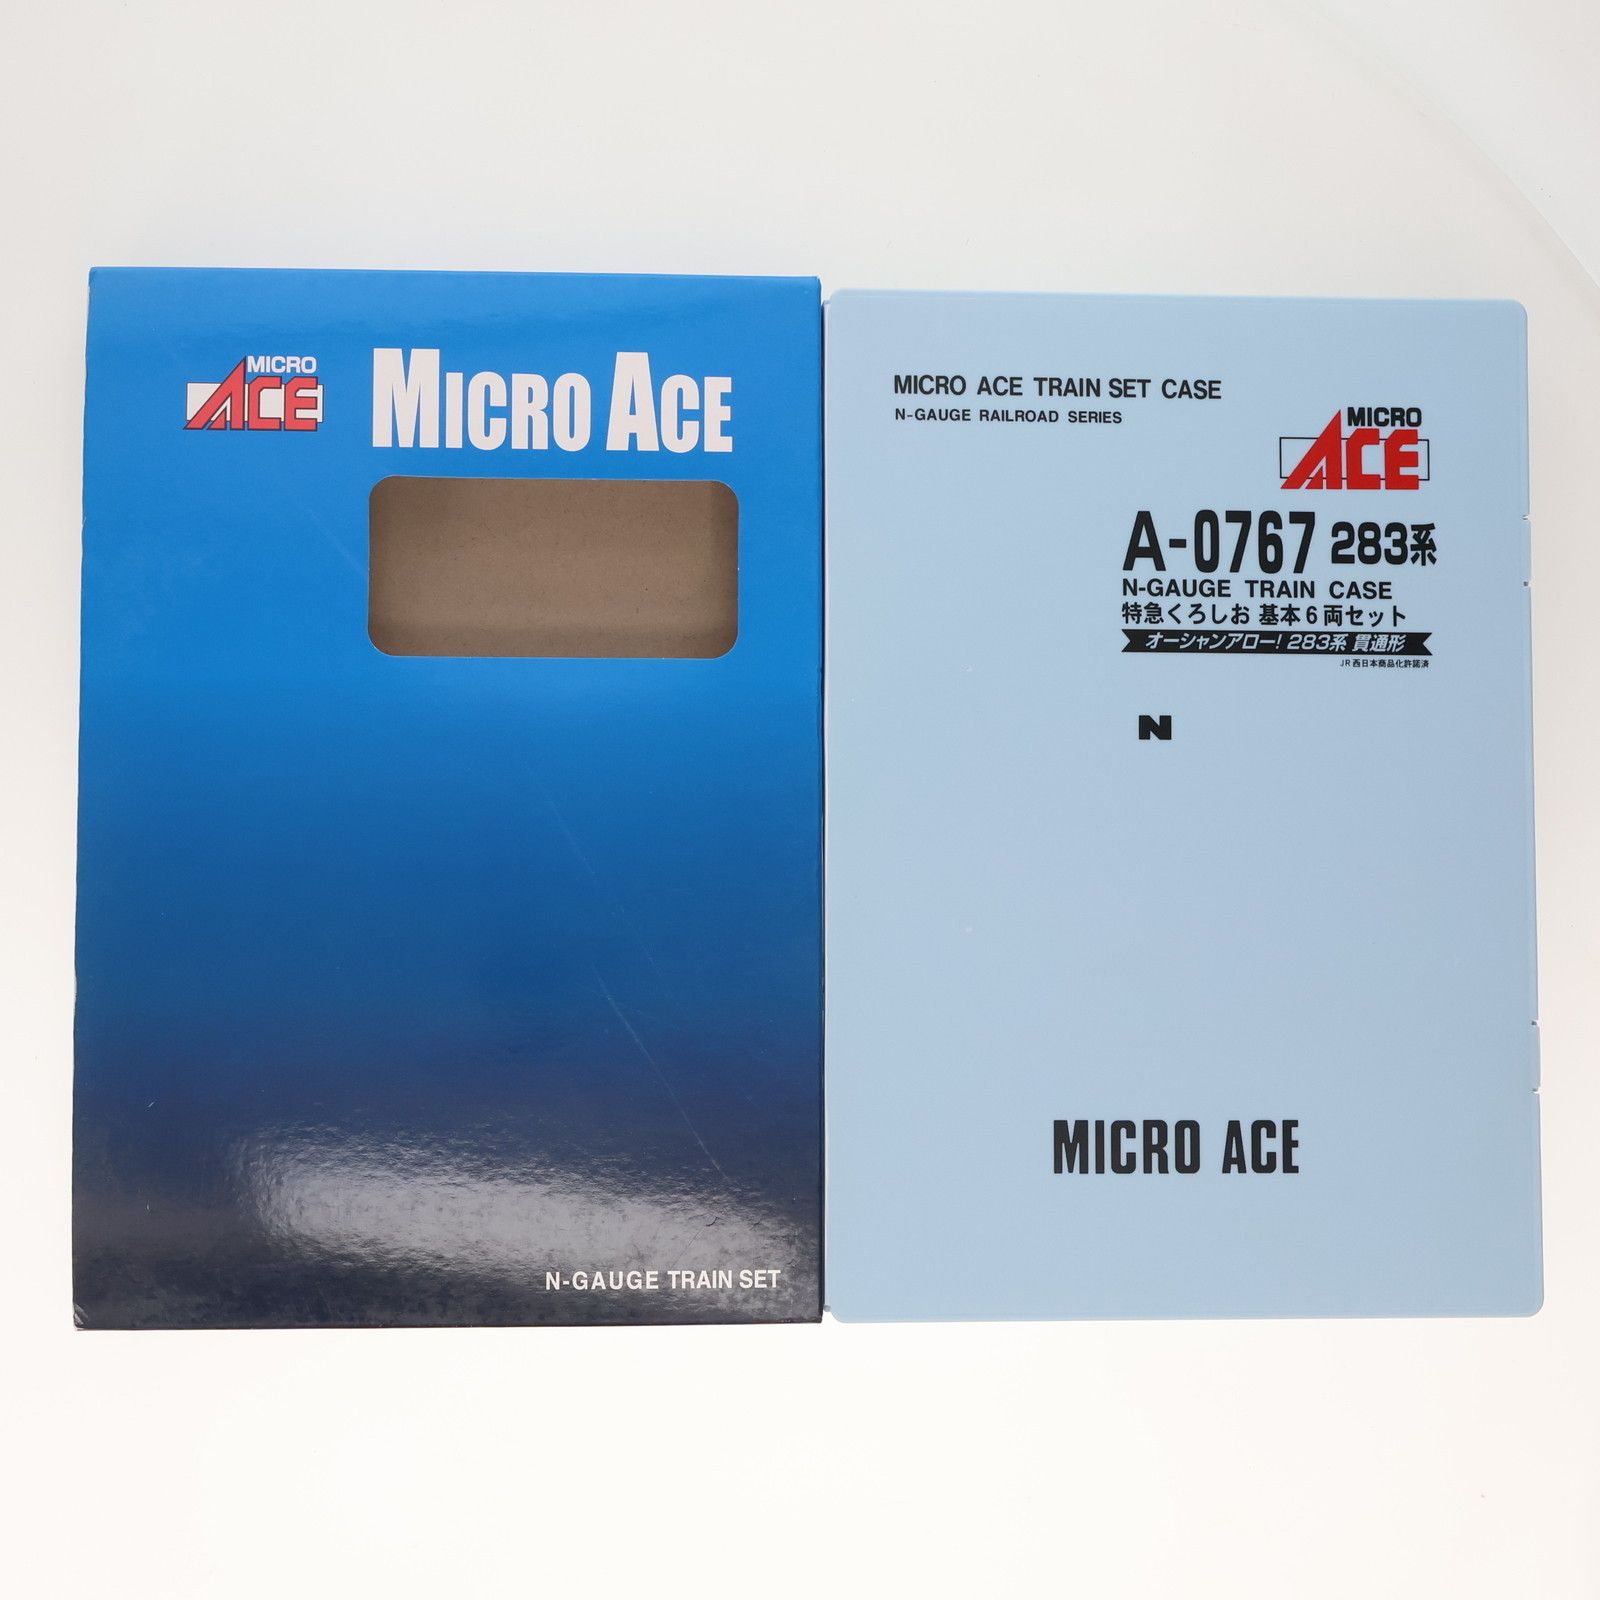 MICRO
ACE
MICRO ACE
N-GAUGE TRAIN SET
MICRO ACE TRAIN SET CASE
N-GAUGE RAILROAD SERIES
MICRO
ACE
A-0767 283系
N-GAUGE TRAIN CASE
特急くろしお 基本6両セット
オーシャンアロー! 283系 貫通形
JR西日本商品化許諾済
N
MICRO ACE